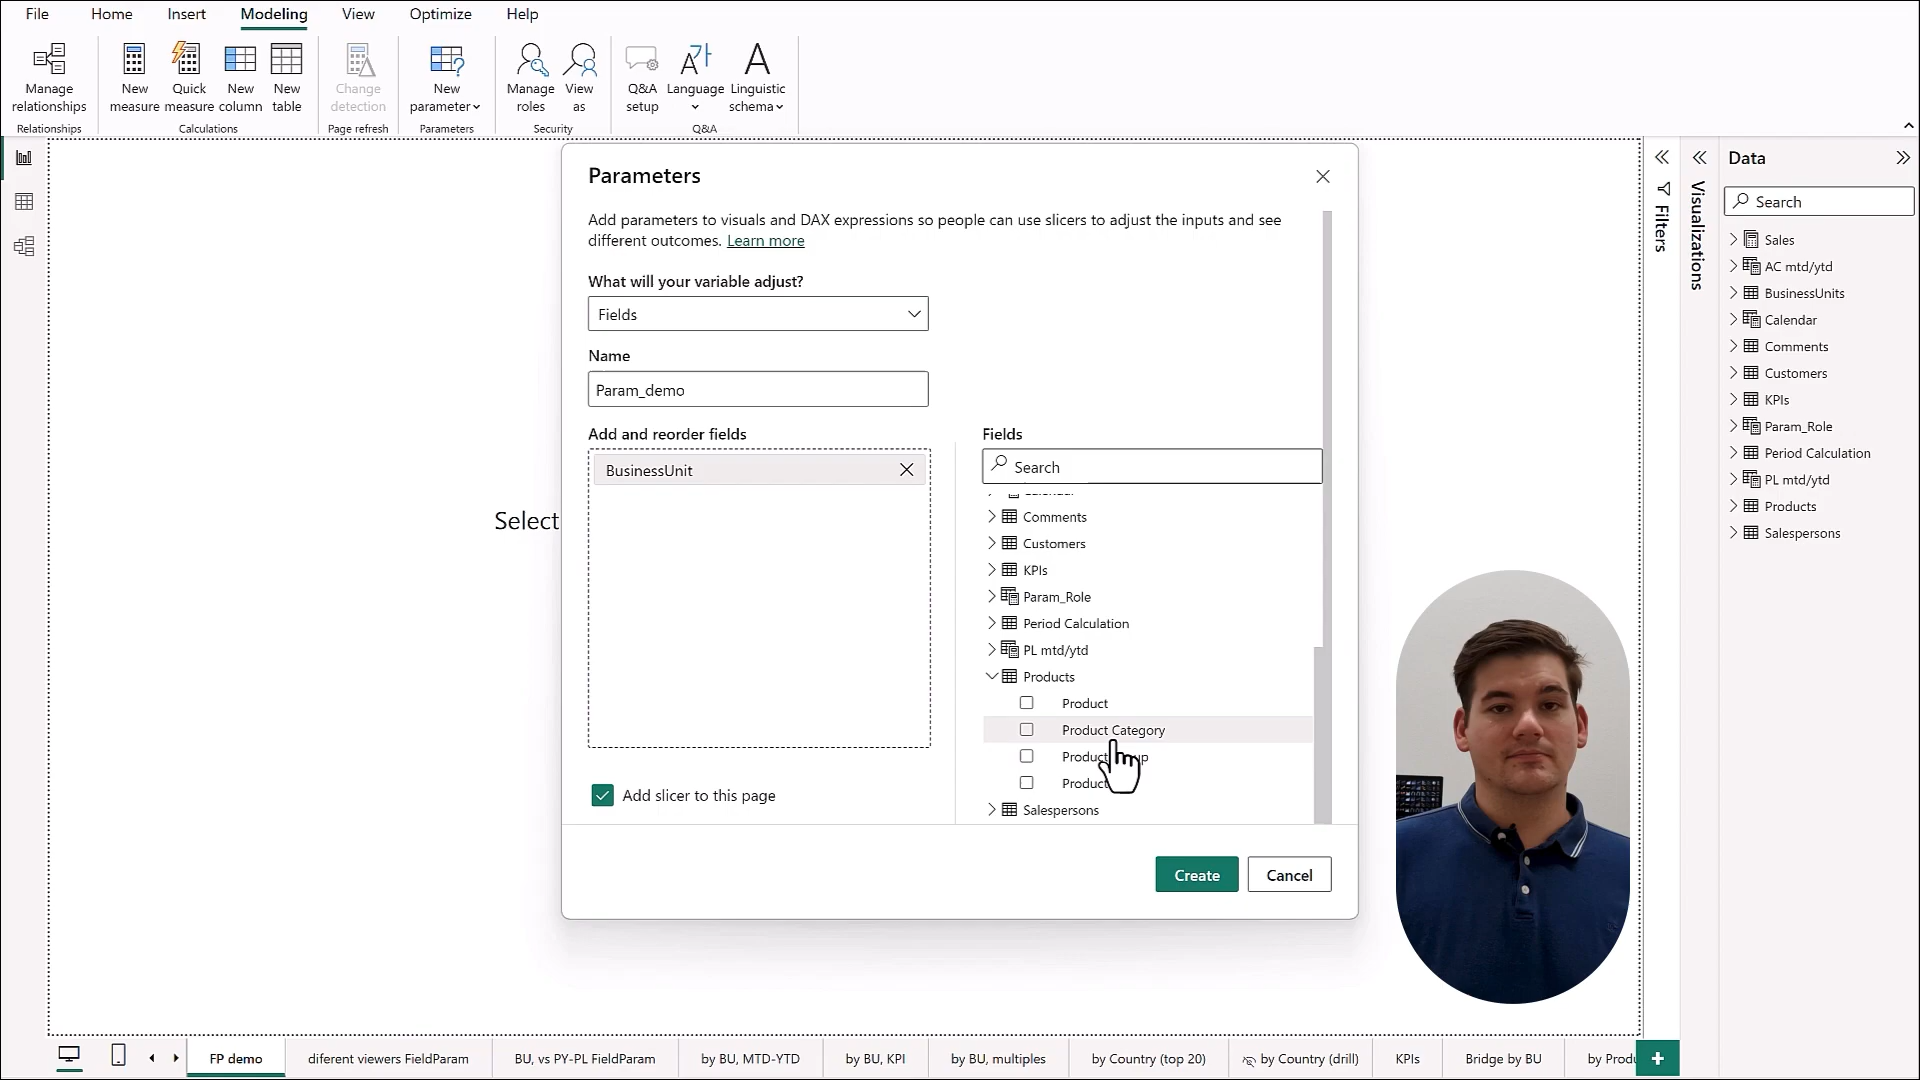 File Home Insert Modeling View Optimize Help
Manage relationships
Relationships
New measure
Quick measure
New column
New table
Calculations
Change detection
Page refresh
New parameter
Parameters
Manage roles
View as
Security
Q&A setup
Language
Linguistic schema
Q&A
Parameters
Add parameters to visuals and DAX expressions so people can use slicers to adjust the inputs and see
different outcomes. Learn more
What will your variable adjust?
Fields
Name
Param_demo
Add and reorder fields
BusinessUnit
Add slicer to this page
Fields
Search
Comments
Customers
KPIs
Param_Role
Period Calculation
PL mtd/ytd
Products
Product
Product Category
Product
Product
Salespersons
Create
Cancel
Select
Filters
Visualizations
Data
Search
Sales
AC mtd/ytd
BusinessUnits
Calendar
Comments
Customers
KPIs
Param_Role
Period Calculation
PL mtd/ytd
Products
Salespersons
FP demo
diferent viewers FieldParam
BU, vs PY-PL FieldParam
by BU, MTD-YTD
by BU, KPI
by BU, multiples
by Country (top 20)
by Country (drill)
KPIs
Bridge by BU
by